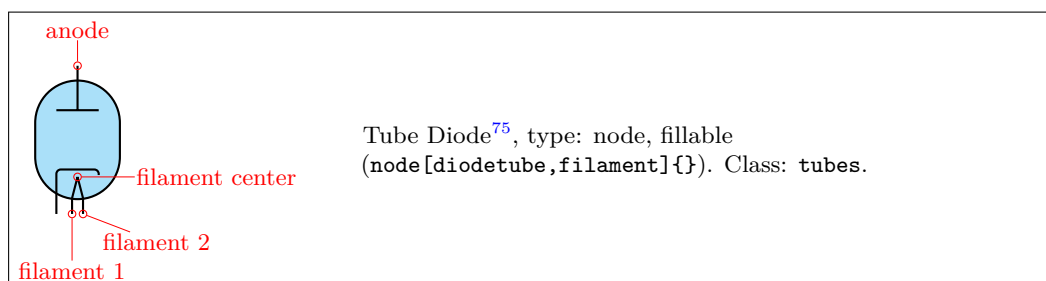 anode
Tube Diode75, type: node, fillable
(node[diodetube,filament]{}). Class: tubes.
filament center
filament 2
filament 1